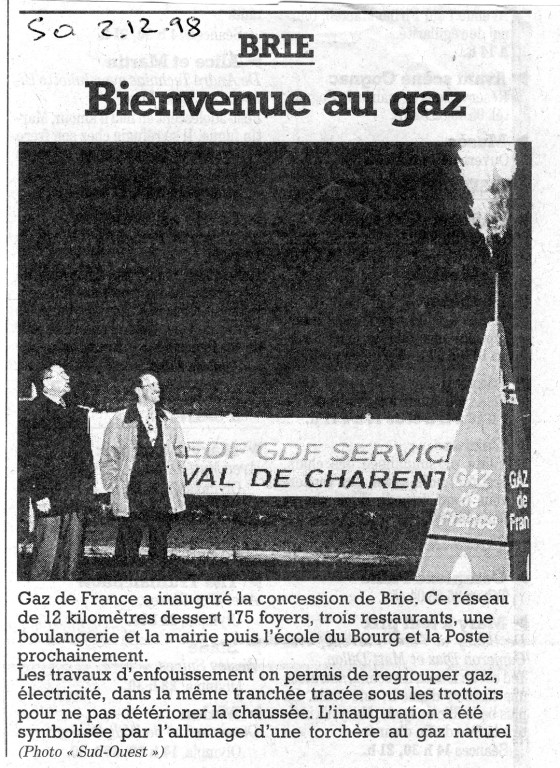 So 2.12.98
BRIE
Bienvenue au gaz
EDF GDF SERVIC
VAL DE CHARENT
GAZ
de
France
GAZ
de
Fran
Gaz de France a inauguré la concession de Brie. Ce réseau
de 12 kilomètres dessert 175 foyers, trois restaurants, une
boulangerie et la mairie puis l'école du Bourg et la Poste
prochainement.
Les travaux d'enfouissement on permis de regrouper gaz,
électricité, dans la même tranchée tracée sous les trottoirs
pour ne pas détériorer la chaussée. L'inauguration a été
symbolisée par l'allumage d'une torchère au gaz naturel
(Photo « Sud-Ouest »)